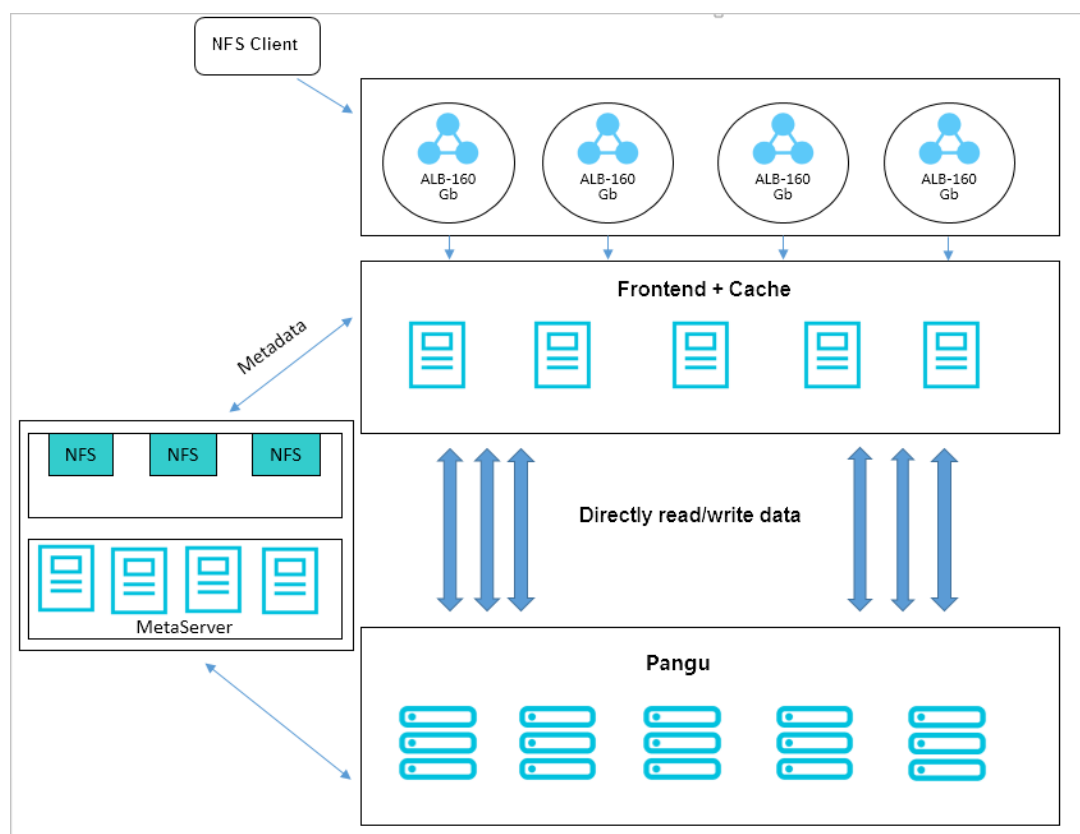 NFS Client
ALB-160
Gb
ALB-160
Gb
ALB-160
Gb
ALB-160
Gb
Frontend + Cache
Metadata
NFS
NFS
NFS
MetaServer
Directly read/write data
Pangu